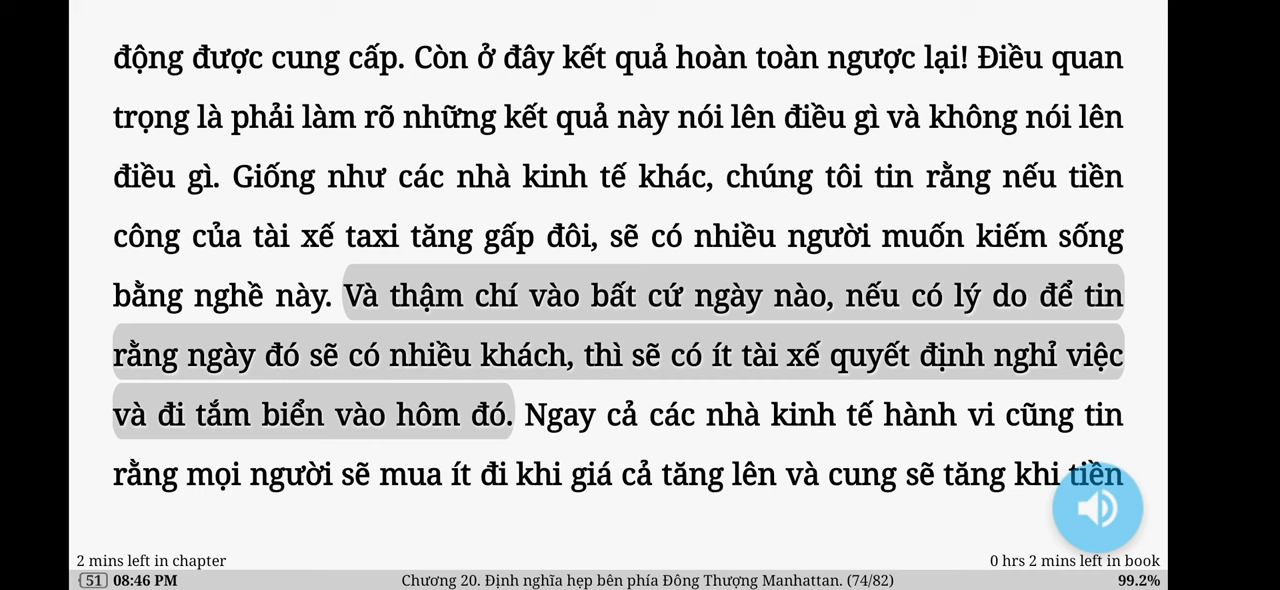 động được cung cấp. Còn ở đây kết quả hoàn toàn ngược lại! Điều quan
trọng là phải làm rõ những kết quả này nói lên điều gì và không nói lên
điều gì. Giống như các nhà kinh tế khác, chúng tôi tin rằng nếu tiền
công của tài xế taxi tăng gấp đôi, sẽ có nhiều người muốn kiếm sống
bằng nghề này. Và thậm chí vào bất cứ ngày nào, nếu có lý do để tin
rằng ngày đó sẽ có nhiều khách, thì sẽ có ít tài xế quyết định nghỉ việc
và đi tắm biển vào hôm đó. Ngay cả các nhà kinh tế hành vi cũng tin
rằng mọi người sẽ mua ít đi khi giá cả tăng lên và cung sẽ tăng khi tiền
2 mins left in chapter 0 hrs 2 mins left in book
51 08:46 PM Chương 20. Định nghĩa hẹp bên phía Đông Thượng Manhattan. (74/82) 99.2%